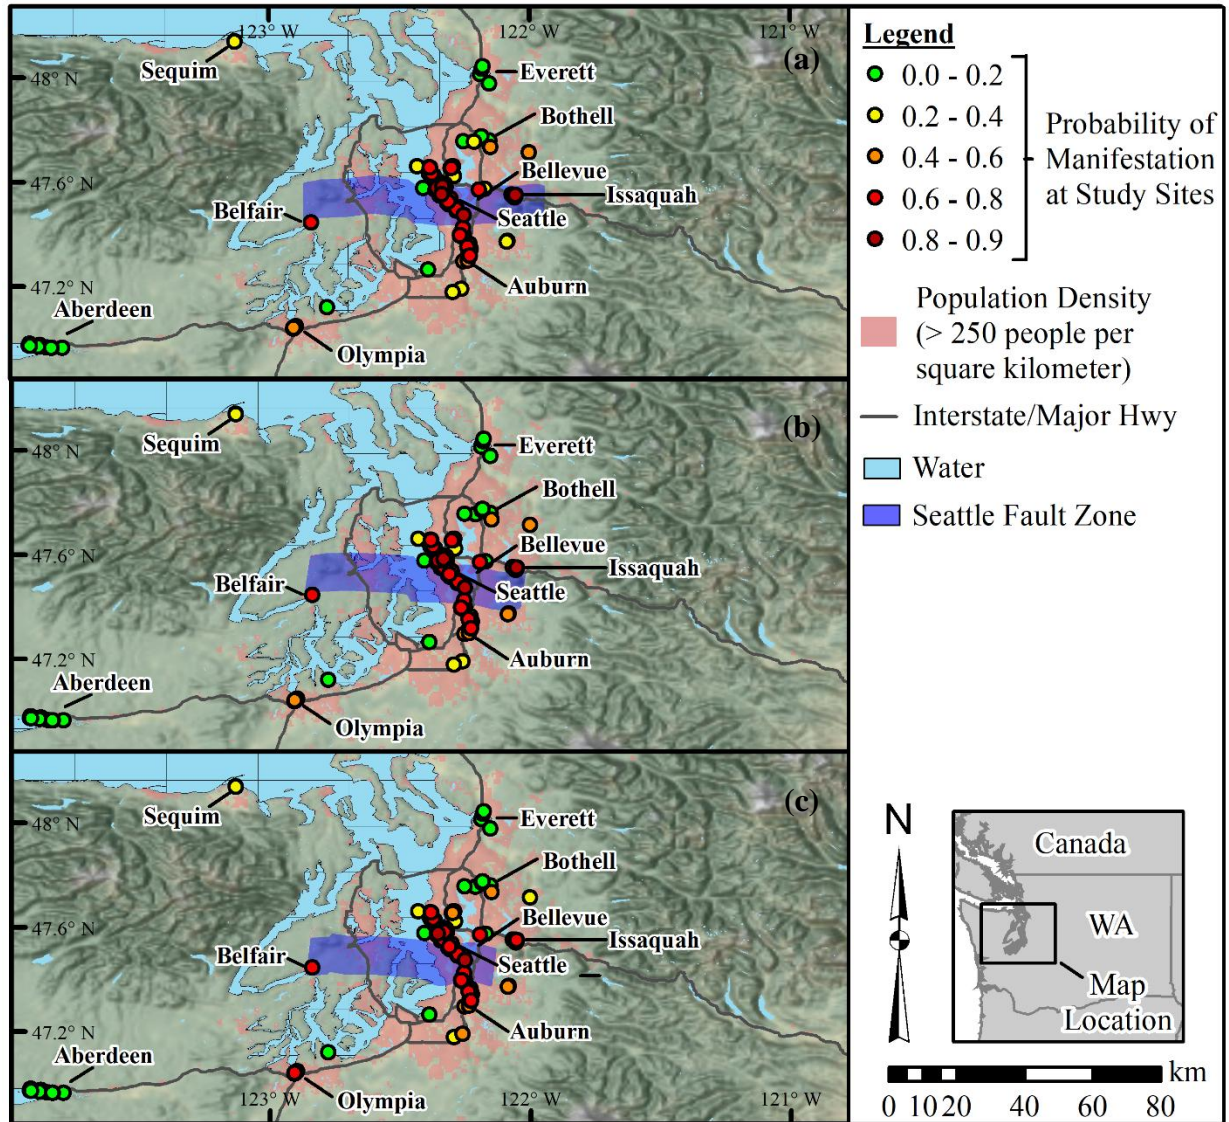 123° W
122° W
121° W
(a)
Sequim
48° N
Everett
Bothell
47.6° N
Bellevue
Issaquah
Belfair
Seattle
47.2° N
Auburn
Aberdeen
Olympia
(b)
Sequim
48° N
Everett
Bothell
47.6° N
Bellevue
Issaquah
Belfair
Seattle
47.2° N
Auburn
Aberdeen
Olympia
(c)
Sequim
48° N
Everett
Bothell
47.6° N
Bellevue
Issaquah
Belfair
Seattle
47.2° N
Auburn
Aberdeen
Olympia
123° W
122° W
121° W
Legend
0.0 - 0.2
0.2 - 0.4
0.4 - 0.6
0.6 - 0.8
0.8 - 0.9
Probability of
Manifestation
at Study Sites
Population Density
(> 250 people per
square kilometer)
Interstate/Major Hwy
Water
Seattle Fault Zone
N
Canada
WA
Map
Location
km
0 10 20 40 60 80